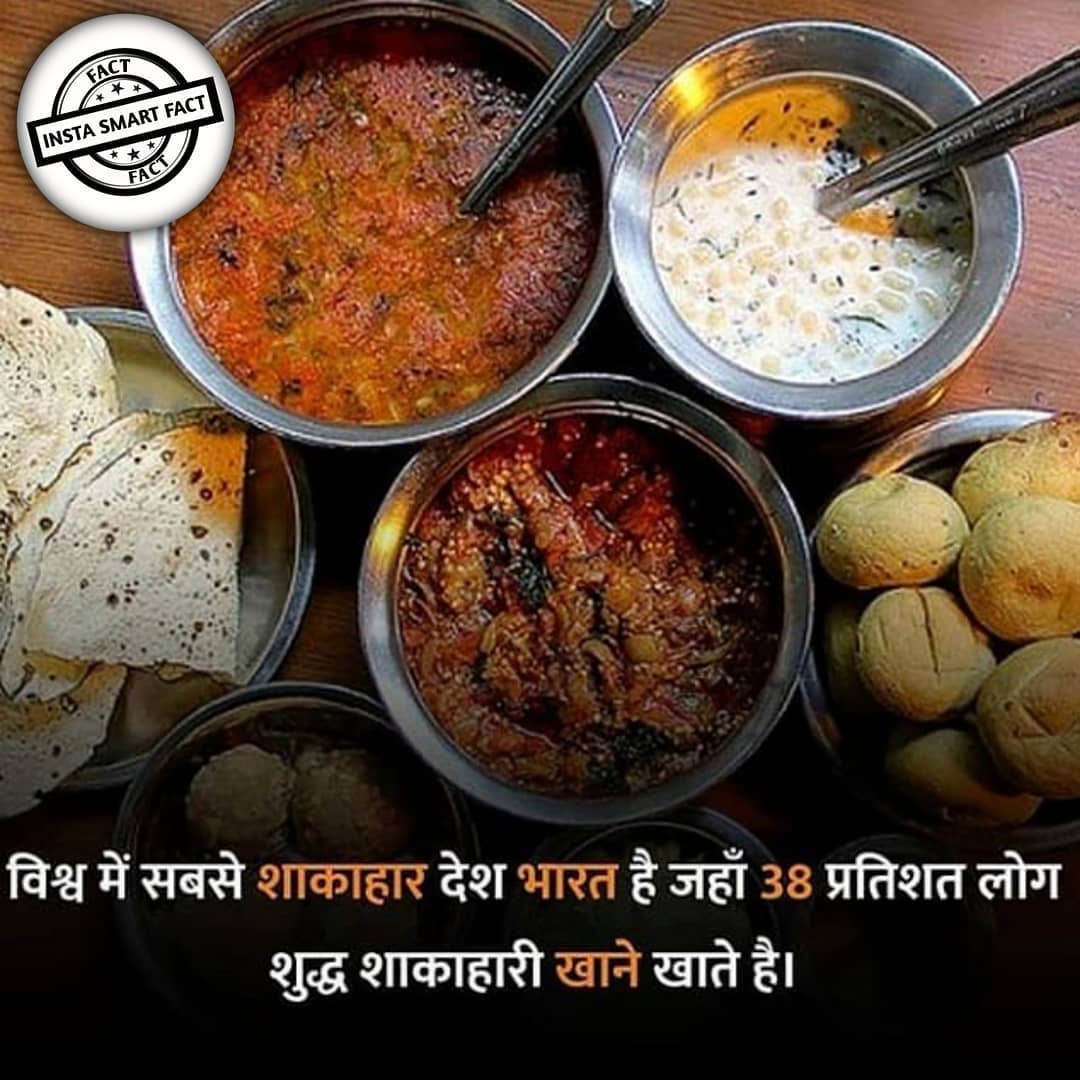 FACT
INSTA SMART FACT
FACT
विश्व में सबसे शाकाहार देश भारत है जहाँ 38 प्रतिशत लोग
शुद्ध शाकाहारी खाने खाते है।